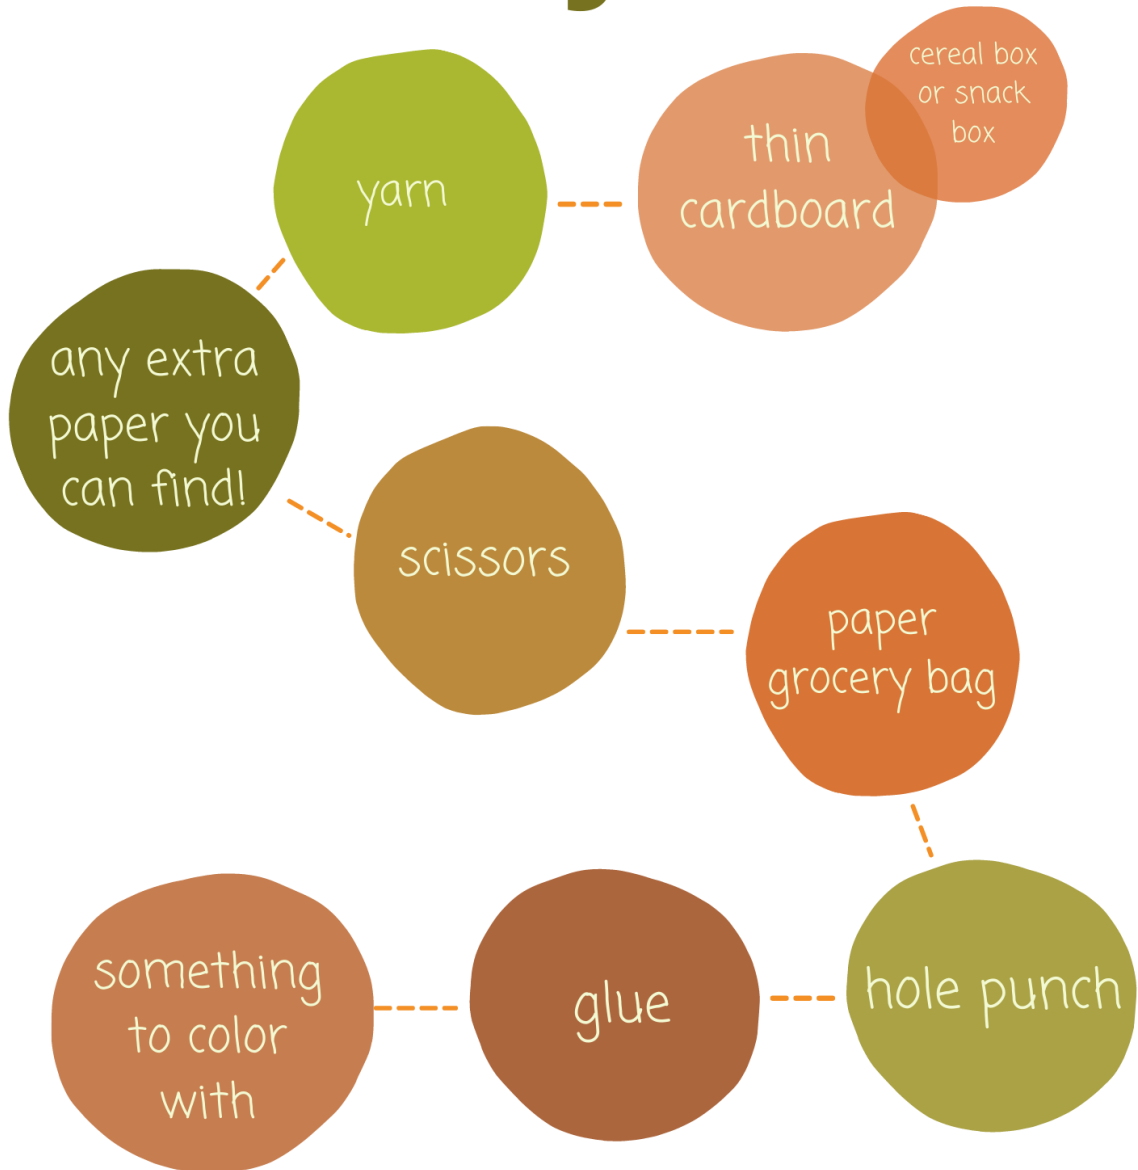 cereal box
or snack
box
thin
cardboard
yarn
any extra
paper you
can find!
scissors
paper
grocery bag
hole punch
glue
something
to color
with